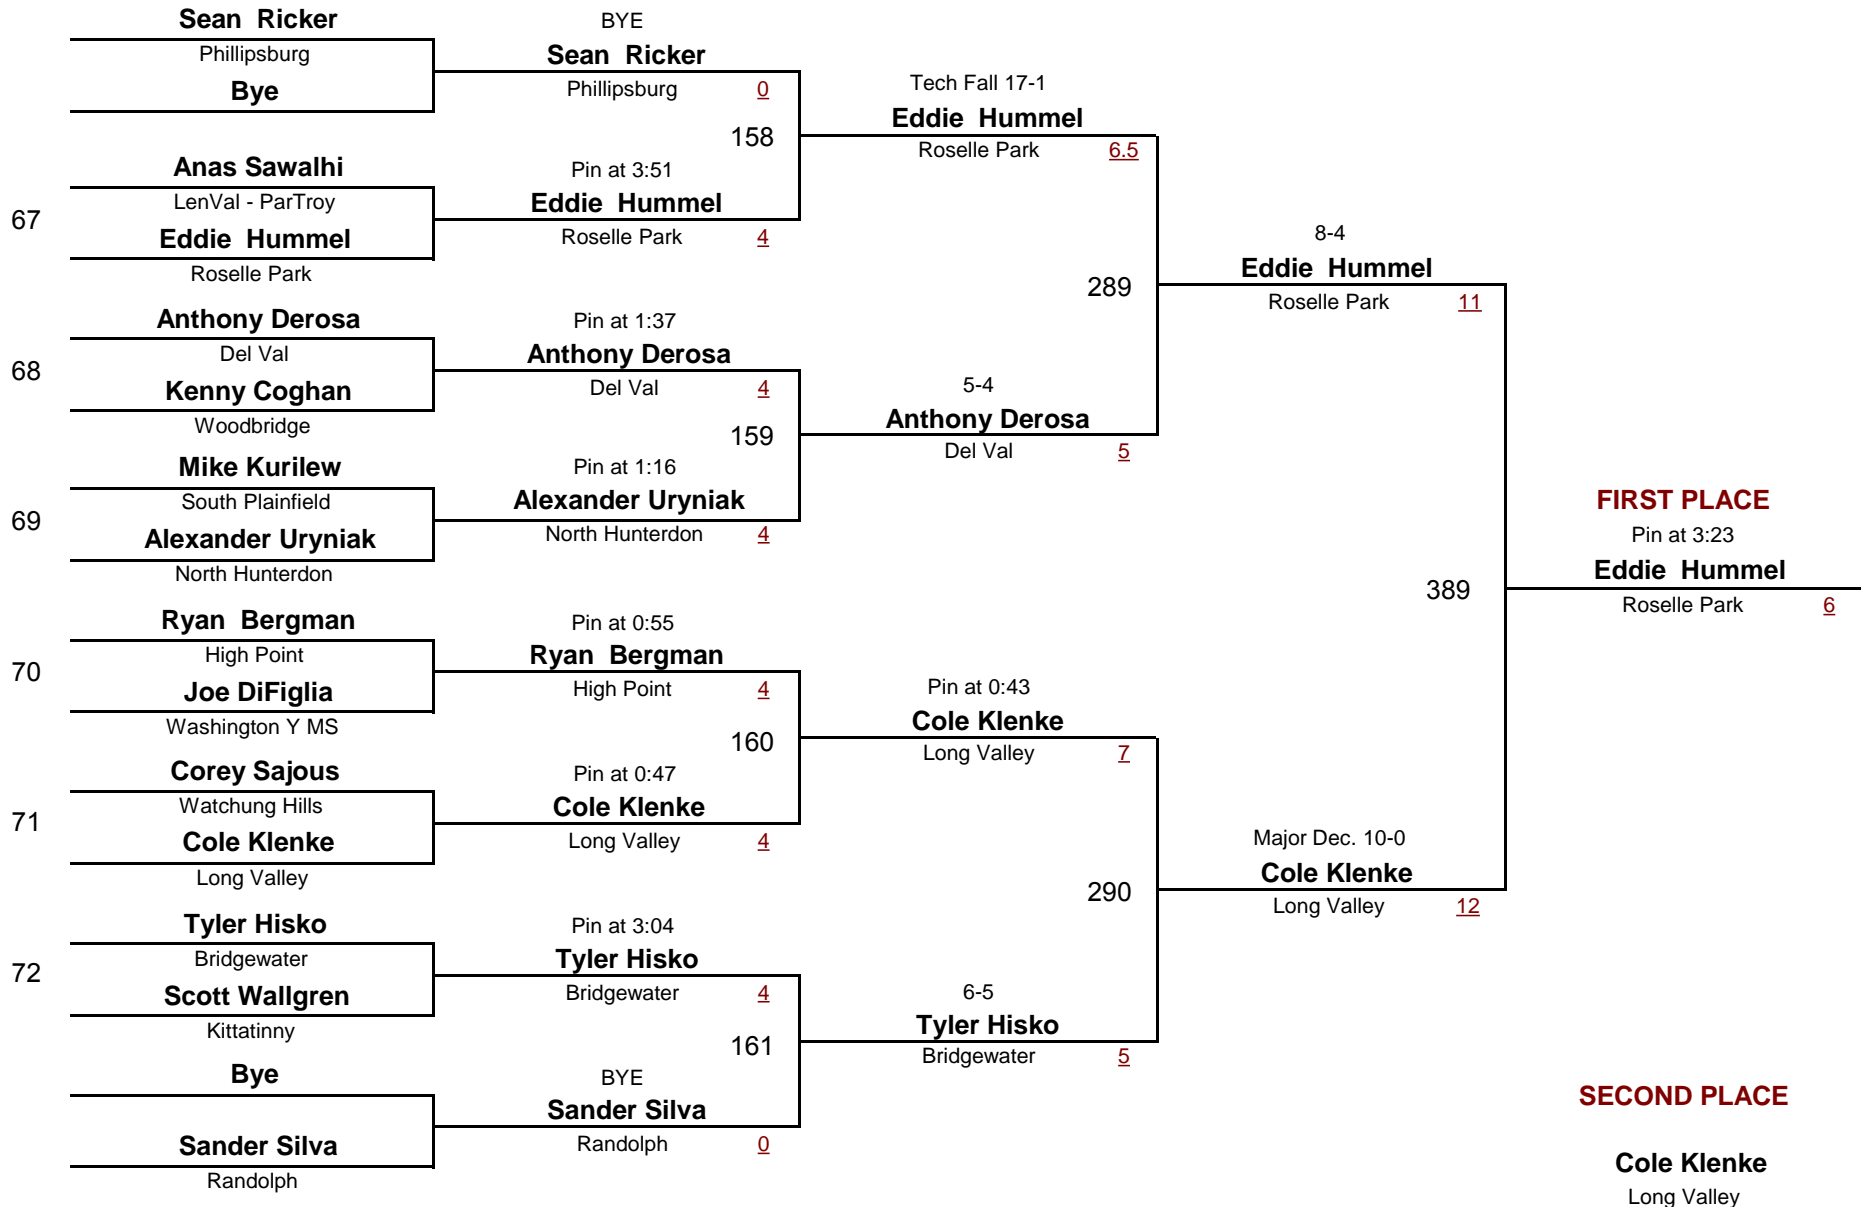 Sean Ricker
Phillipsburg
Bye
67
Anas Sawalhi
LenVal - ParTroy
Eddie Hummel
Roselle Park
68
Anthony Derosa
Del Val
Kenny Coghan
Woodbridge
69
Mike Kurilew
South Plainfield
Alexander Uryniak
North Hunterdon
70
Ryan Bergman
High Point
Joe DiFiglia
Washington Y MS
71
Corey Sajous
Watchung Hills
Cole Klenke
Long Valley
72
Tyler Hisko
Bridgewater
Scott Wallgren
Kittatinny
Bye
Sander Silva
Randolph
BYE
Sean Ricker
Phillipsburg 0
158
Pin at 3:51
Eddie Hummel
Roselle Park 4
Pin at 1:37
Anthony Derosa
Del Val 4
159
Pin at 1:16
Alexander Uryniak
North Hunterdon 4
Pin at 0:55
Ryan Bergman
High Point 4
160
Pin at 0:47
Cole Klenke
Long Valley 4
Pin at 3:04
Tyler Hisko
Bridgewater 4
161
BYE
Sander Silva
Randolph 0
Tech Fall 17-1
Eddie Hummel
Roselle Park 6.5
289
5-4
Anthony Derosa
Del Val 5
Pin at 0:43
Cole Klenke
Long Valley 7
290
6-5
Tyler Hisko
Bridgewater 5
8-4
Eddie Hummel
Roselle Park 11
389
Major Dec. 10-0
Cole Klenke
Long Valley 12
FIRST PLACE
Pin at 3:23
Eddie Hummel
Roselle Park 6
SECOND PLACE
Cole Klenke
Long Valley